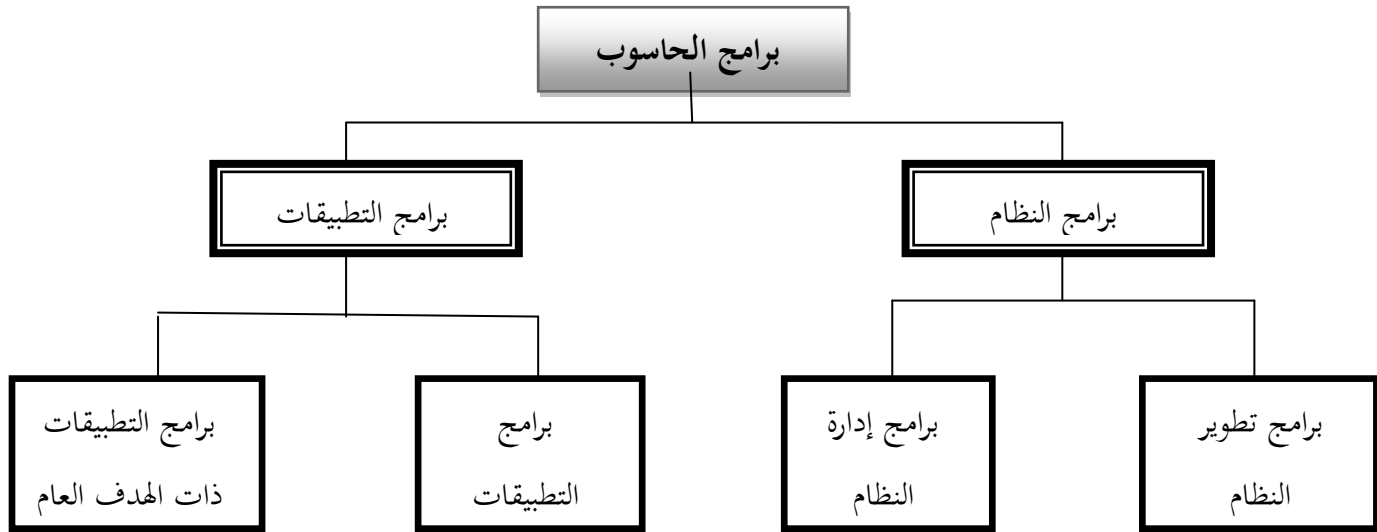 برامج الحاسوب
برامج النظام
برامج التطبيقات
برامج تطوير
النظام
برامج إدارة
النظام
برامج
التطبيقات
برامج التطبيقات
ذات الهدف العام